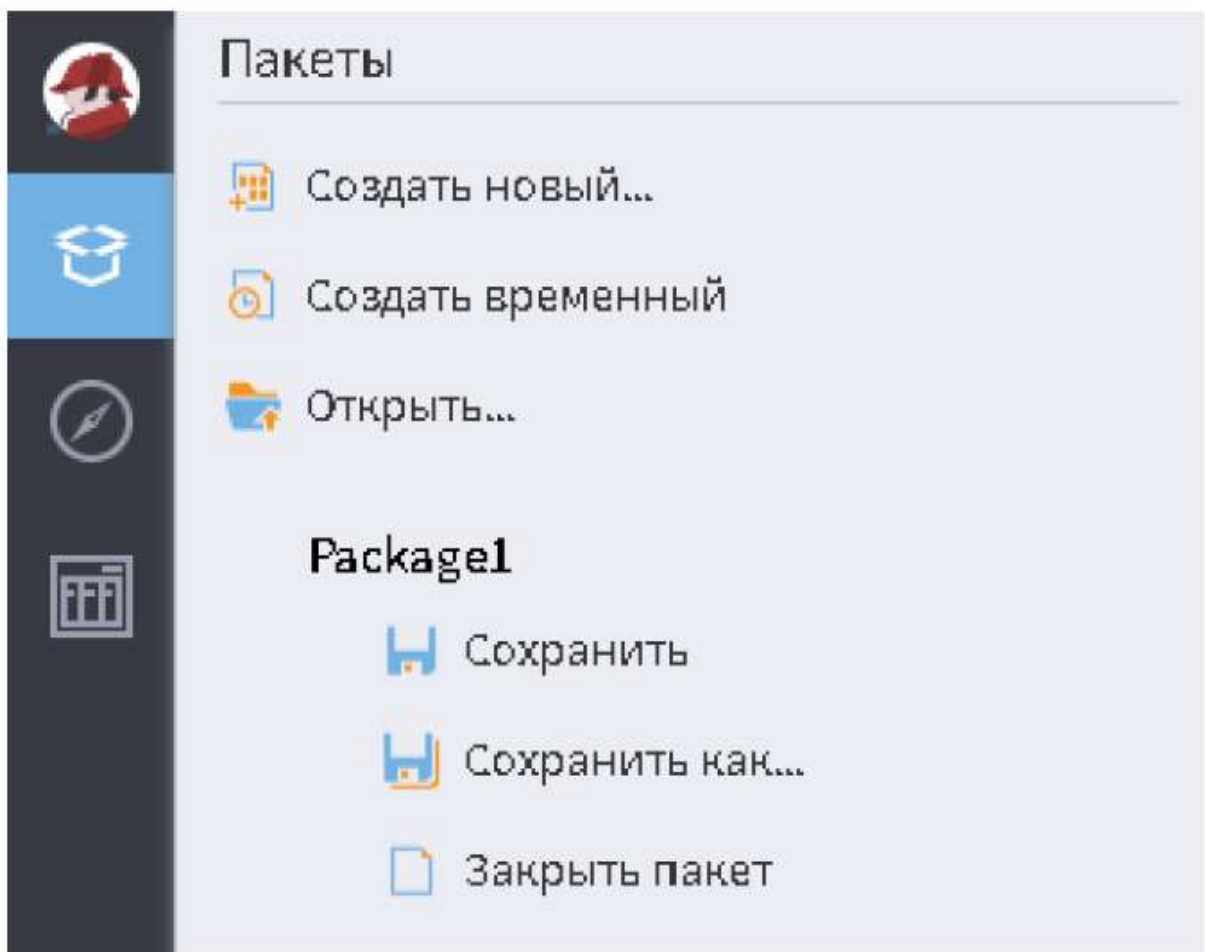 Пакеты
Создать новый...
Создать временный
Открыть...
Package1
Сохранить
Сохранить как...
Закрыть пакет